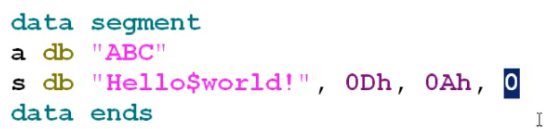 data segment
a db "ABC"
s db "Hello$world!", 0Dh, 0Ah, 0
data ends